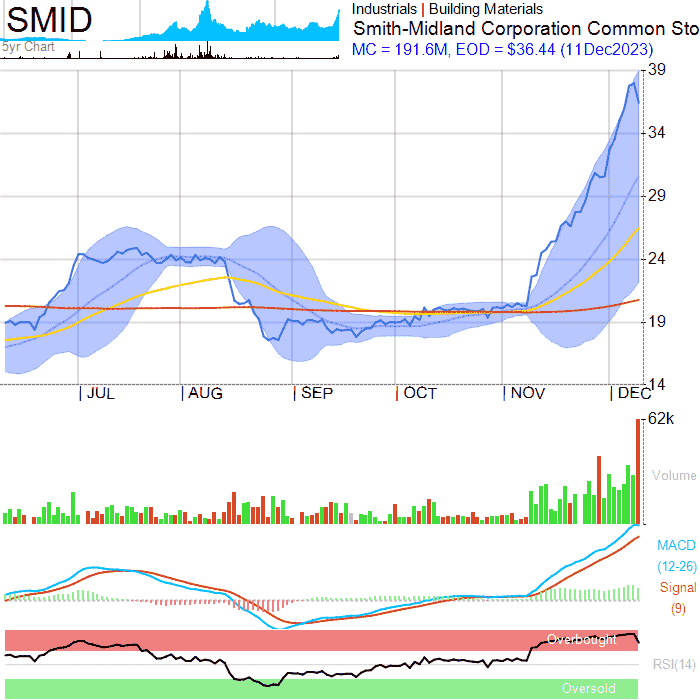 SMID
5yr Chart
Industrials | Building Materials
Smith-Midland Corporation Common Sto
MC = 191.6M, EOD = $36.44 (11Dec2023)
39
34
29
24
19
14
JUL AUG SEP OCT NOV DEC
62k
Volume
MACD
(12-26)
Signal
(9)
Overbought
RSI(14)
Oversold